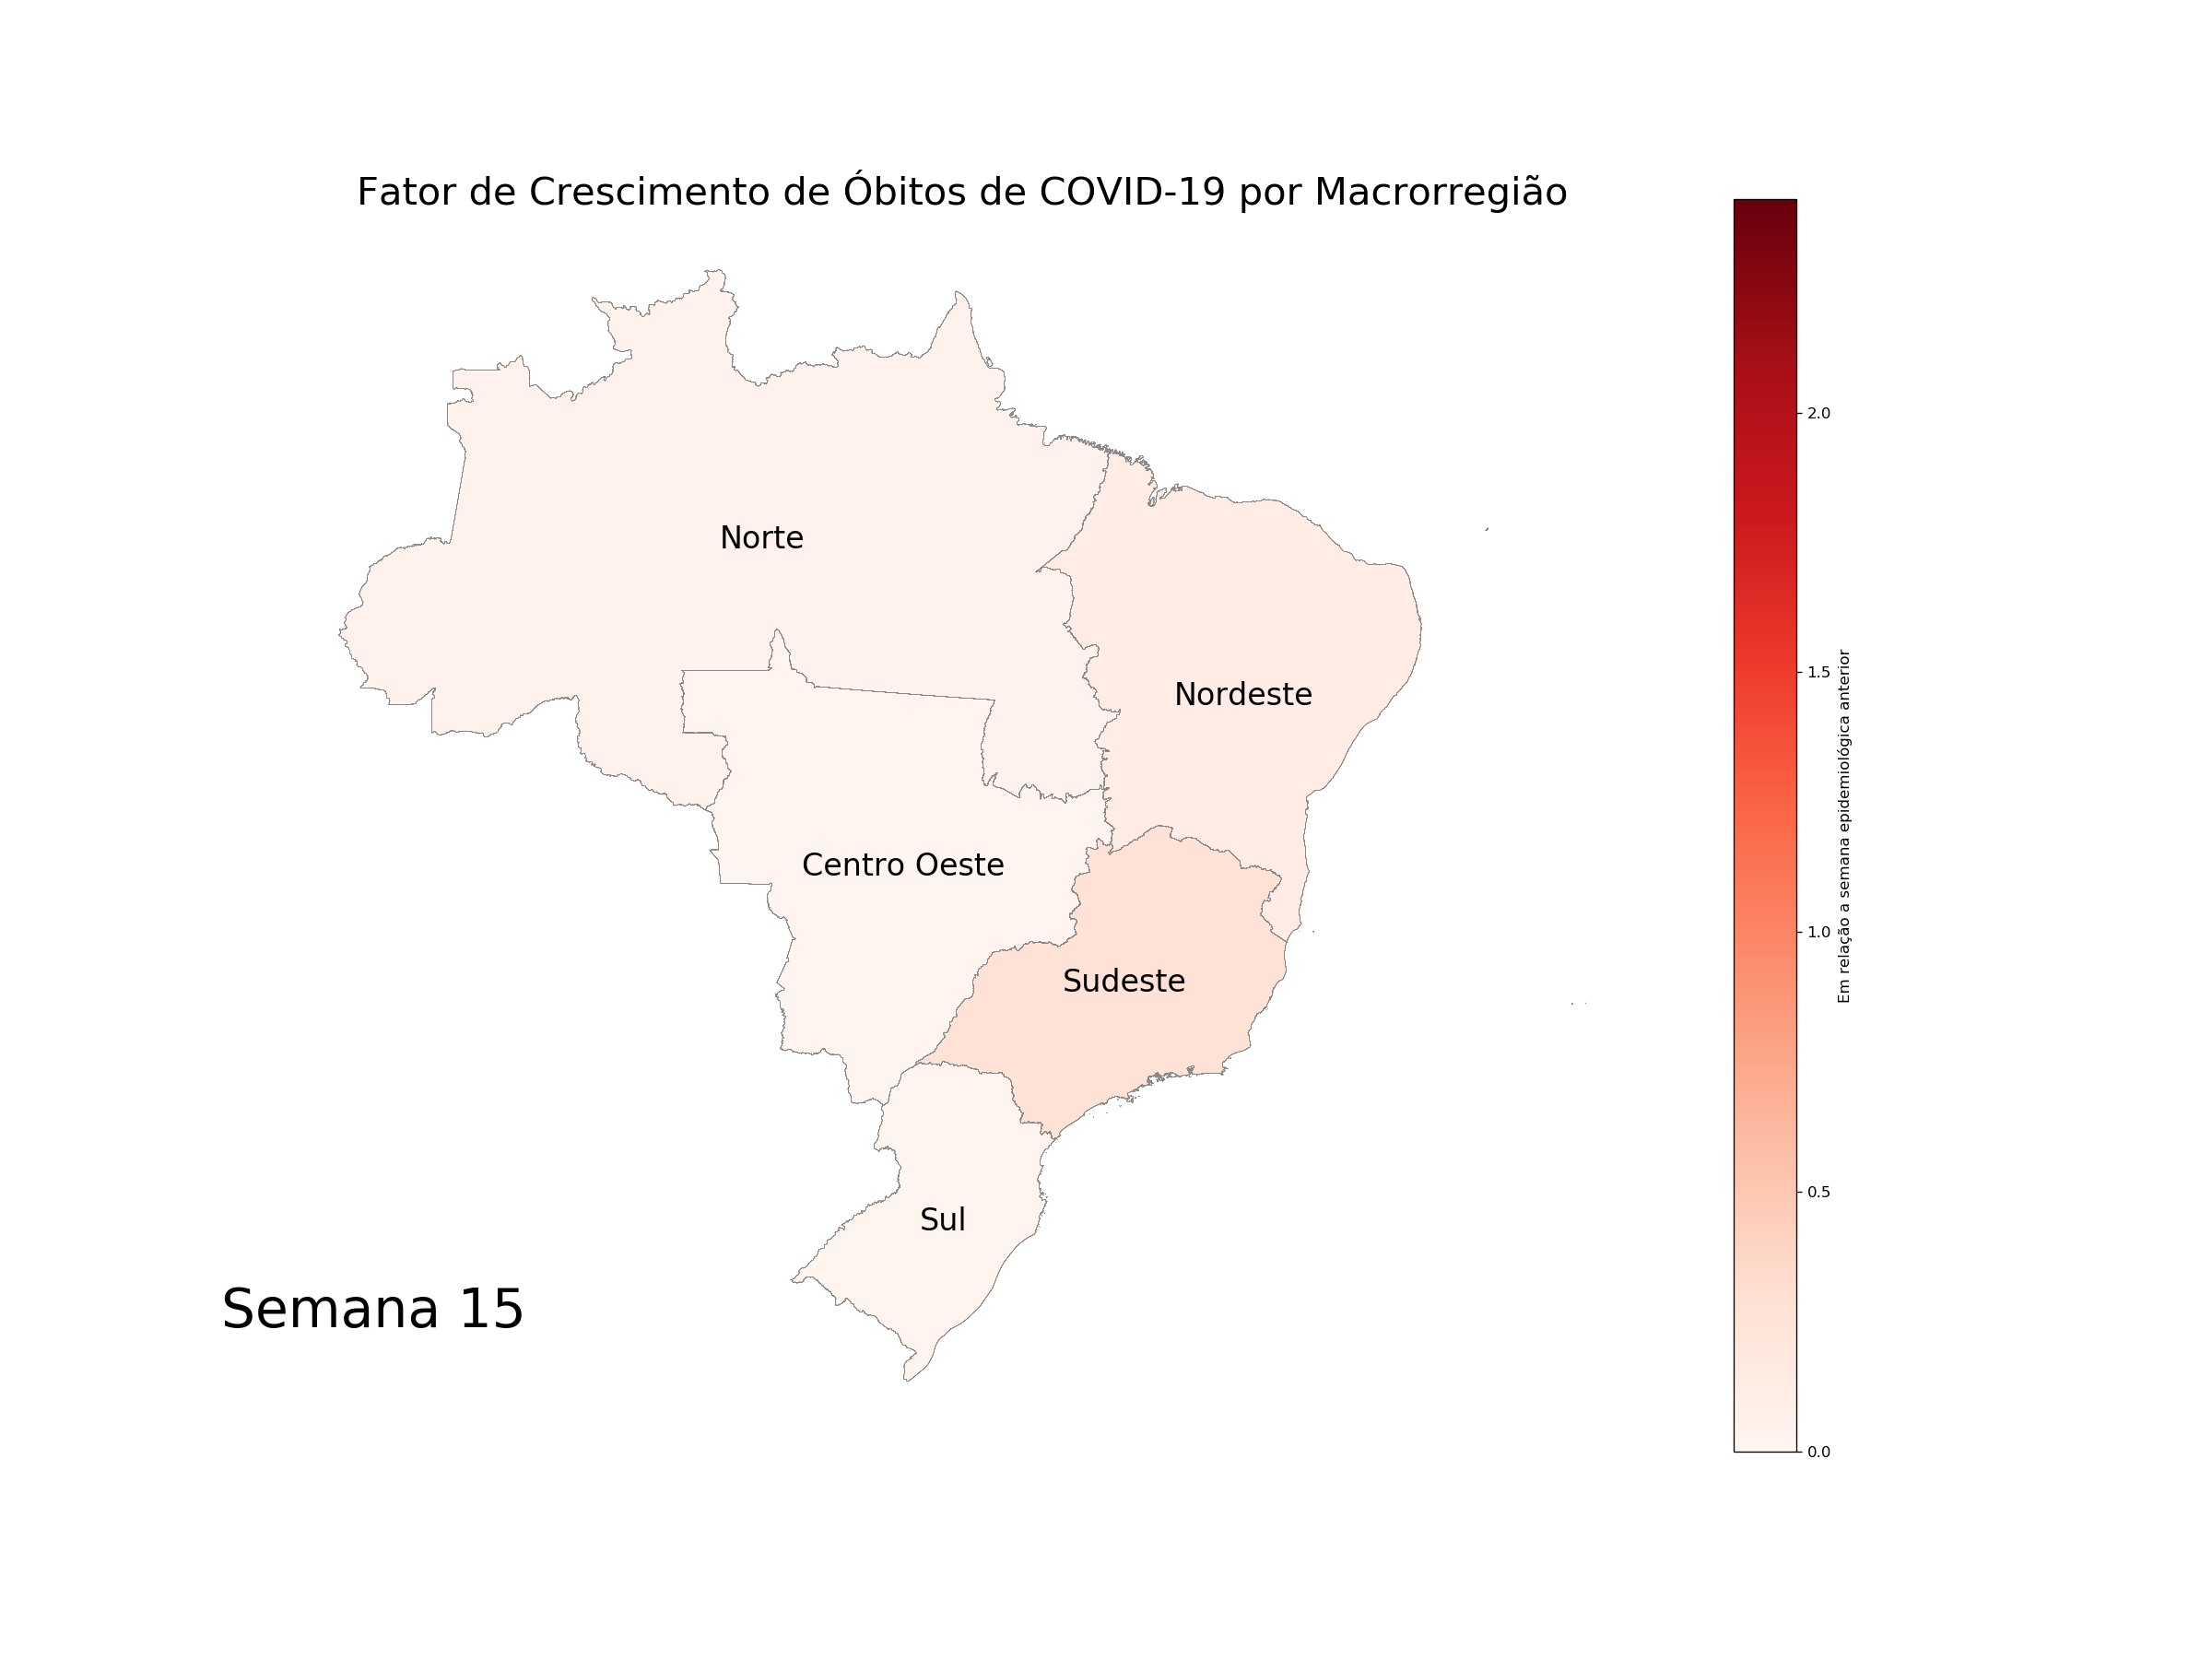 Fator de Crescimento de Óbitos de COVID-19 por Macrorregião
Norte
Nordeste
Centro Oeste
Sudeste
Sul
Semana 15
2.0
1.5
1.0
0.5
0.0
Em relação a semana epidemiológica anterior